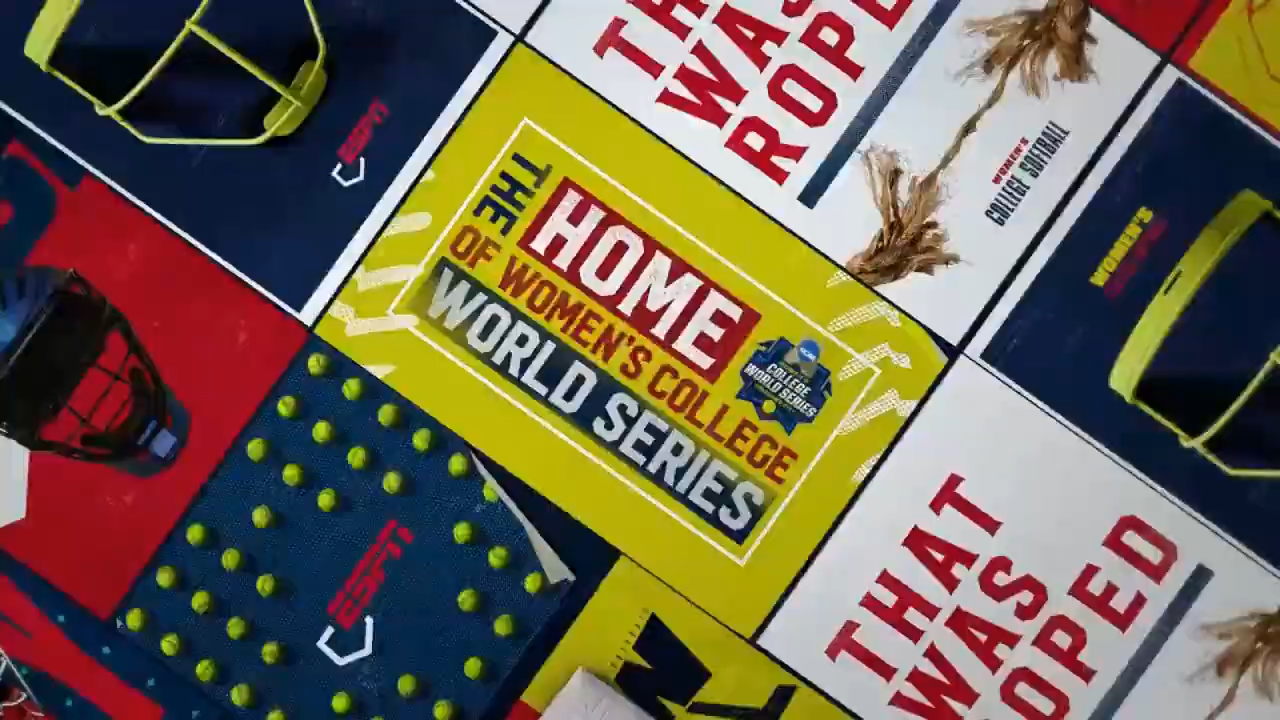 THAT
WAS
ROPED
WOMEN'S
COLLEGE SOFTBALL
ESPN
THE
HOME
OF WOMEN'S COLLEGE
WORLD SERIES
NCAA
COLLEGE
WORLD SERIES
WOMEN'S
ESPN
THAT
WAS
ROPED